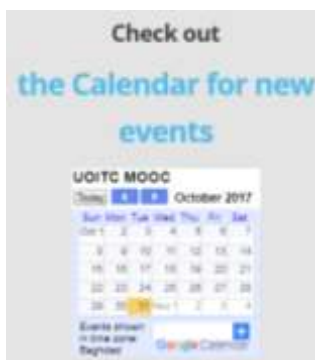 Check out
the Calendar for new
events
UOITC MOOC
Today October 2017
Sun Mon Tue Wed Thu Fri Sat
Oct 1 2 3 4 5 6 7
8 9 10 11 12 13 14
15 16 17 18 19 20 21
22 23 24 25 26 27 28
29 30 31 Nov 1 2 3 4
Events shown
in time zone:
Baghdad
Google Calendar